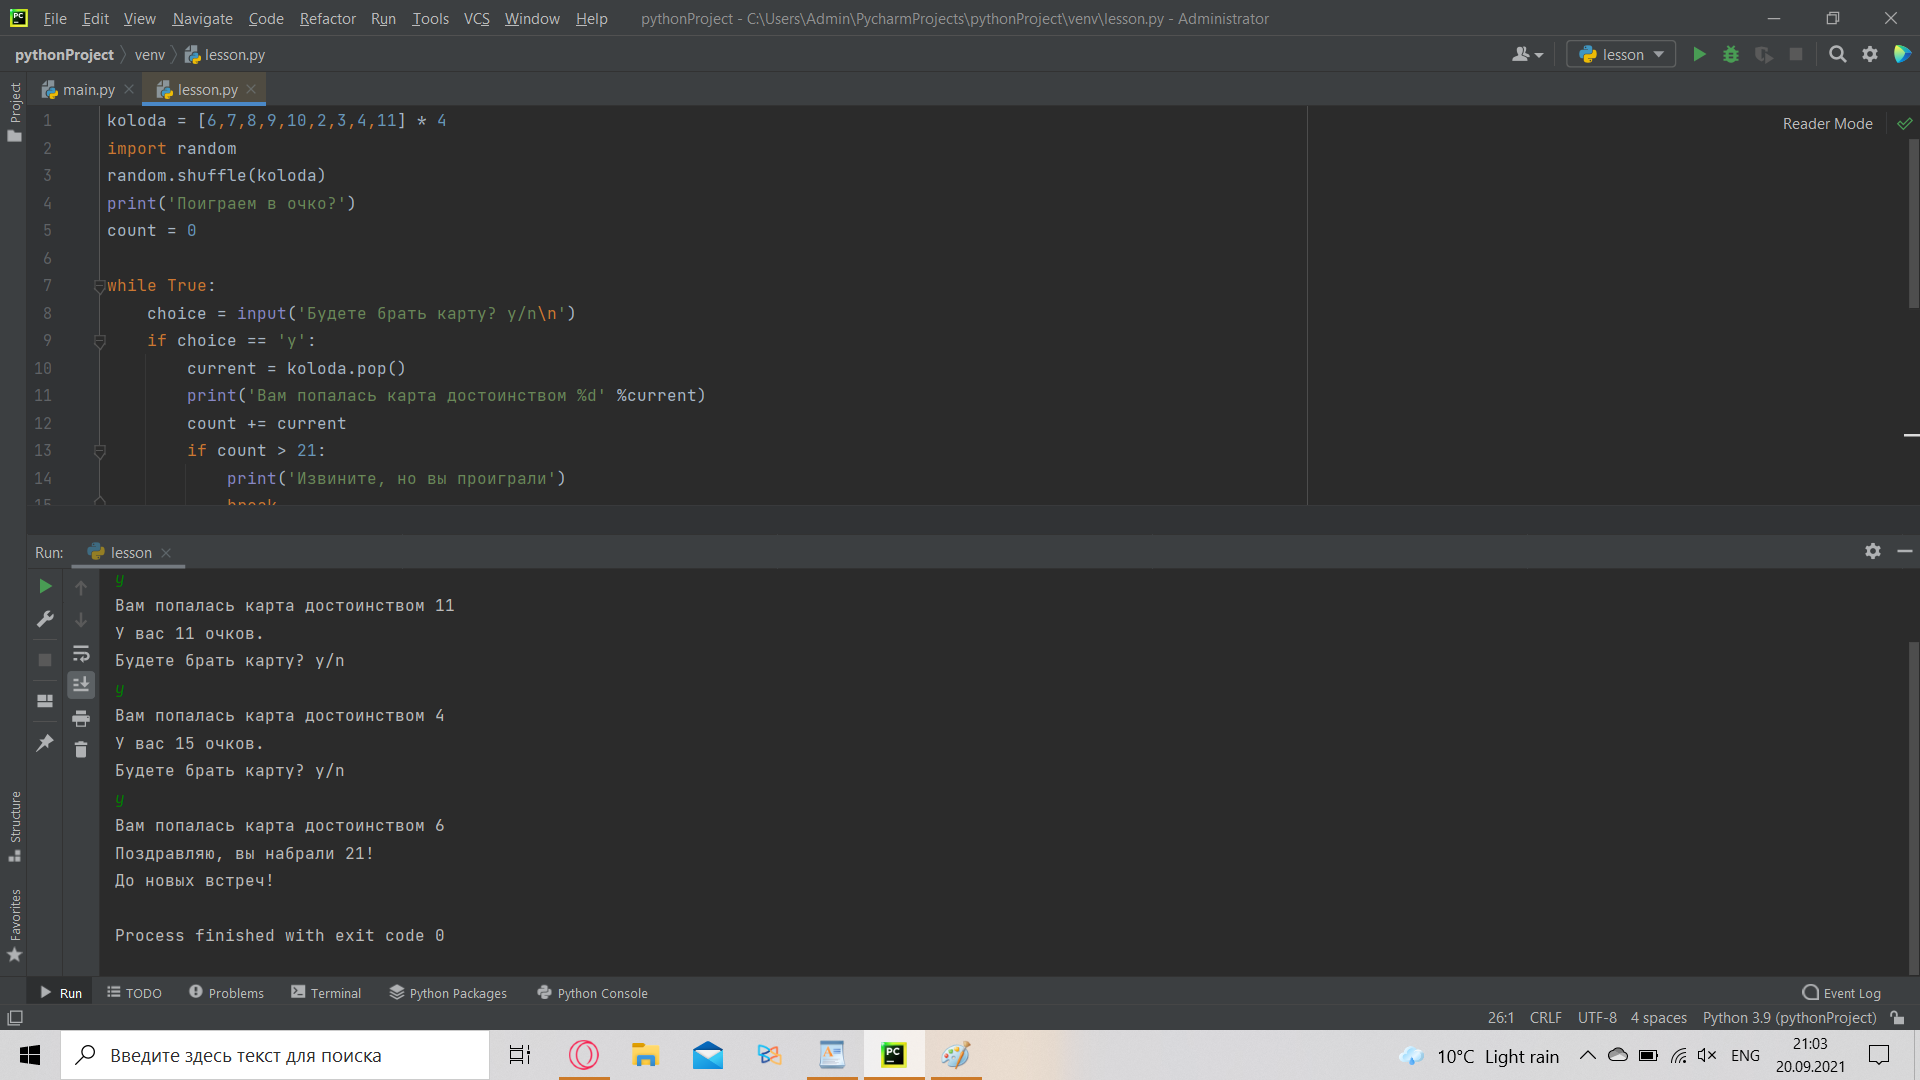 File Edit View Navigate Code Refactor Run Tools VCS Window Help pythonProject - C:\Users\Admin\PycharmProjects\pythonProject\venv\lesson.py - Administrator
pythonProject venv lesson.py lesson
main.py lesson.py
Project
Reader Mode
1 koloda = [6,7,8,9,10,2,3,4,11] * 4
2 import random
3 random.shuffle(koloda)
4 print('Поиграем в очко?')
5 count = 0
6
7 while True:
8 choice = input('Будете брать карту? y/n\n')
9 if choice == 'y':
10 current = koloda.pop()
11 print('Вам попалась карта достоинством %d' %current)
12 count += current
13 if count > 21:
14 print('Извините, но вы проиграли')
15 break
Run: lesson
y
Вам попалась карта достоинством 11
У вас 11 очков.
Будете брать карту? y/n
y
Вам попалась карта достоинством 4
У вас 15 очков.
Будете брать карту? y/n
y
Вам попалась карта достоинством 6
Поздравляю, вы набрали 21!
До новых встреч!
Process finished with exit code 0
Structure
Favorites
Run TODO Problems Terminal Python Packages Python Console Event Log
26:1 CRLF UTF-8 4 spaces Python 3.9 (pythonProject)
Введите здесь текст для поиска
10°C Light rain ENG 21:03
20.09.2021